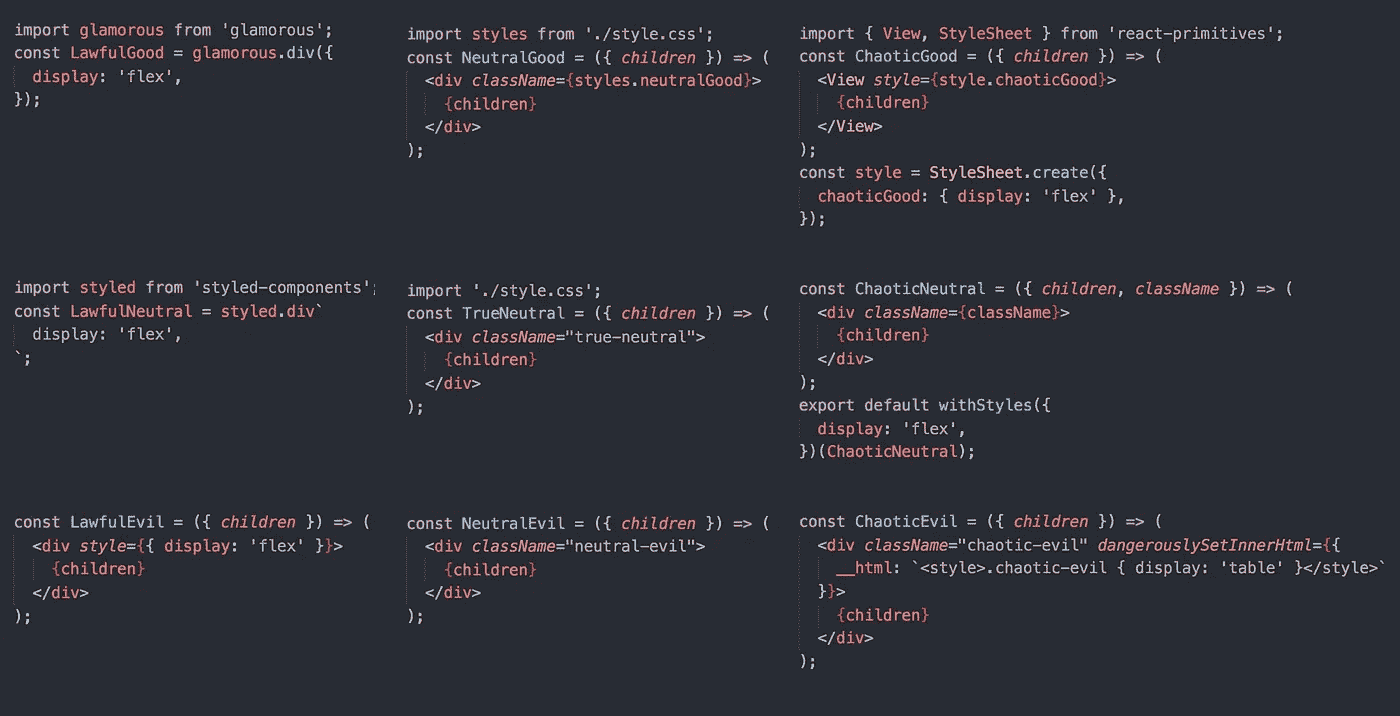 import glamorous from 'glamorous';
const LawfulGood = glamorous.div({
  display: 'flex',
});
import styles from './style.css';
const NeutralGood = ({ children }) => (
  <div className={styles.neutralGood}>
    {children}
  </div>
);
import { View, StyleSheet } from 'react-primitives';
const ChaoticGood = ({ children }) => (
  <View style={style.chaoticGood}>
    {children}
  </View>
);
const style = StyleSheet.create({
  chaoticGood: { display: 'flex' },
});
import styled from 'styled-components';
const LawfulNeutral = styled.div`
  display: 'flex',
`;
import './style.css';
const TrueNeutral = ({ children }) => (
  <div className="true-neutral">
    {children}
  </div>
);
const ChaoticNeutral = ({ children, className }) => (
  <div className={className}>
    {children}
  </div>
);
export default withStyles({
  display: 'flex',
})(ChaoticNeutral);
const LawfulEvil = ({ children }) => (
  <div style={{ display: 'flex' }}>
    {children}
  </div>
);
const NeutralEvil = ({ children }) => (
  <div className="neutral-evil">
    {children}
  </div>
);
const ChaoticEvil = ({ children }) => (
  <div className="chaotic-evil" dangerouslySetInnerHtml={{
    __html: `<style>.chaotic-evil { display: 'table' }</style>`
  }}>
    {children}
  </div>
);